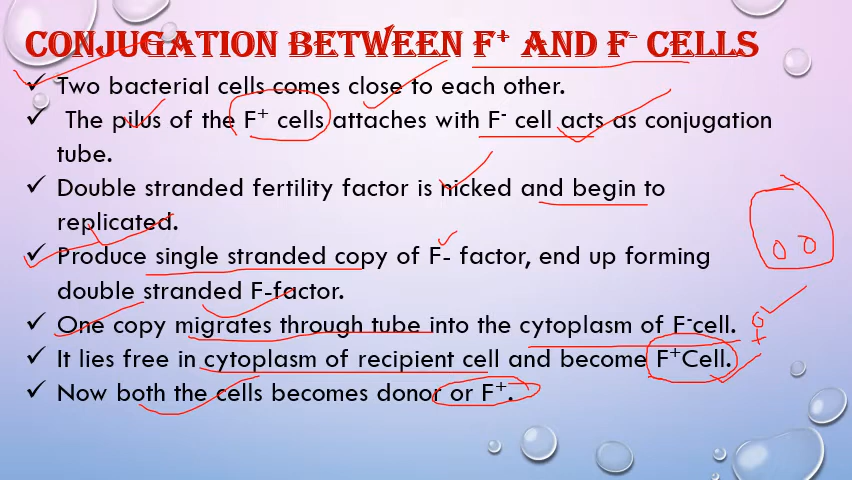 CONJUGATION BETWEEN F⁺ AND F⁻ CELLS
✓ Two bacterial cells comes close to each other.
✓ The pilus of the F⁺ cells attaches with F⁻ cell acts as conjugation
tube.
✓ Double stranded fertility factor is nicked and begin to
replicated.
✓ Produce single stranded copy of F- factor, end up forming
double stranded F-factor.
✓ One copy migrates through tube into the cytoplasm of F⁻cell.
✓ It lies free in cytoplasm of recipient cell and become F⁺Cell.
✓ Now both the cells becomes donor or F⁺.